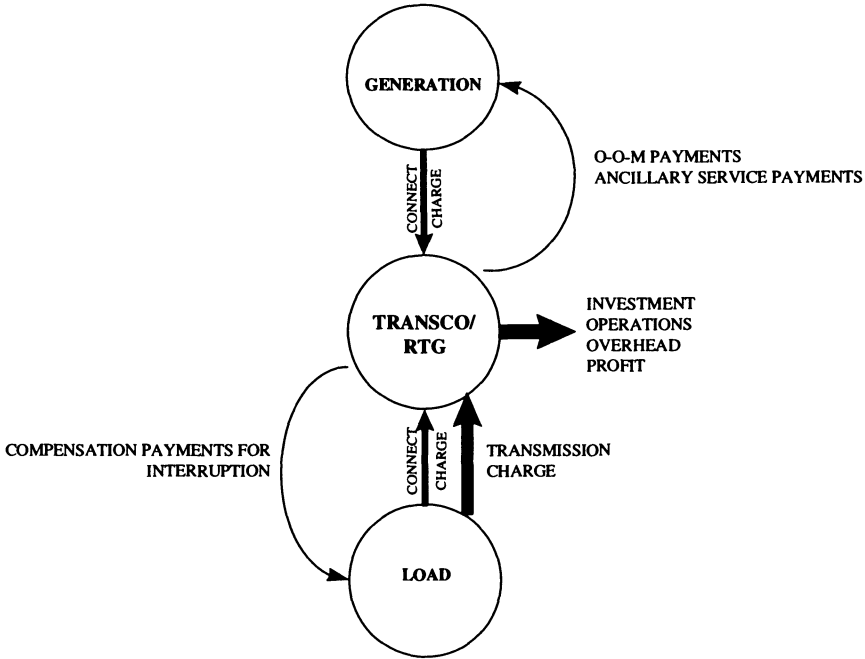 GENERATION
O-O-M PAYMENTS
ANCILLARY SERVICE PAYMENTS
CONNECT
CHARGE
TRANSCO/
RTG
INVESTMENT
OPERATIONS
OVERHEAD
PROFIT
COMPENSATION PAYMENTS FOR
INTERRUPTION
CONNECT
CHARGE
TRANSMISSION
CHARGE
LOAD